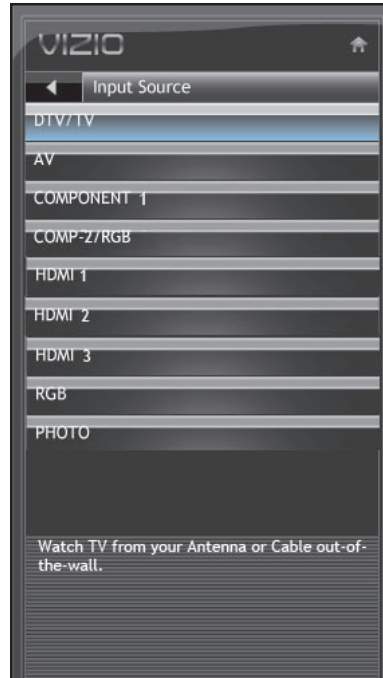 VIZIO
Input Source
DTV/TV
AV
COMPONENT 1
COMP-2/RGB
HDMI 1
HDMI 2
HDMI 3
RGB
PHOTO
Watch TV from your Antenna or Cable out-of-
the-wall.